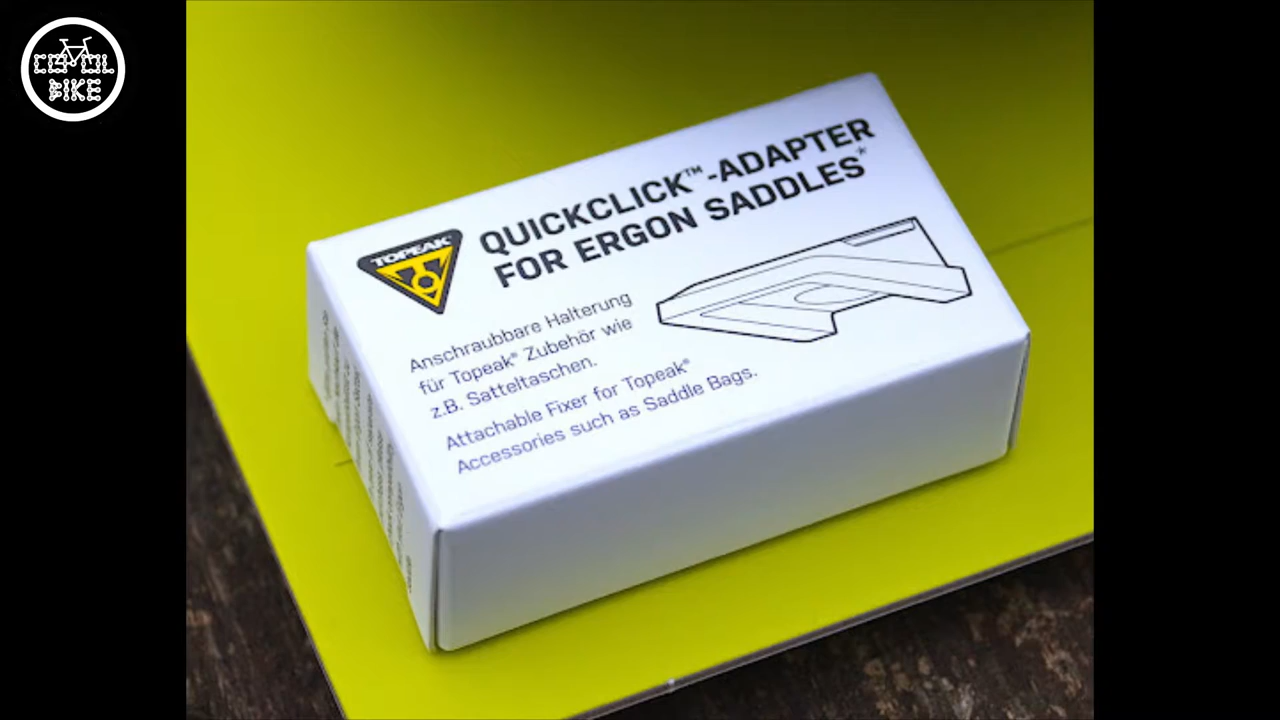 BIKE
TOPEAK
QUICKCLICK™-ADAPTER
FOR ERGON SADDLES*
Anschraubbare Halterung
für Topeak® Zubehör wie
z.B. Satteltaschen.
Attachable Fixer for Topeak®
Accessories such as Saddle Bags.